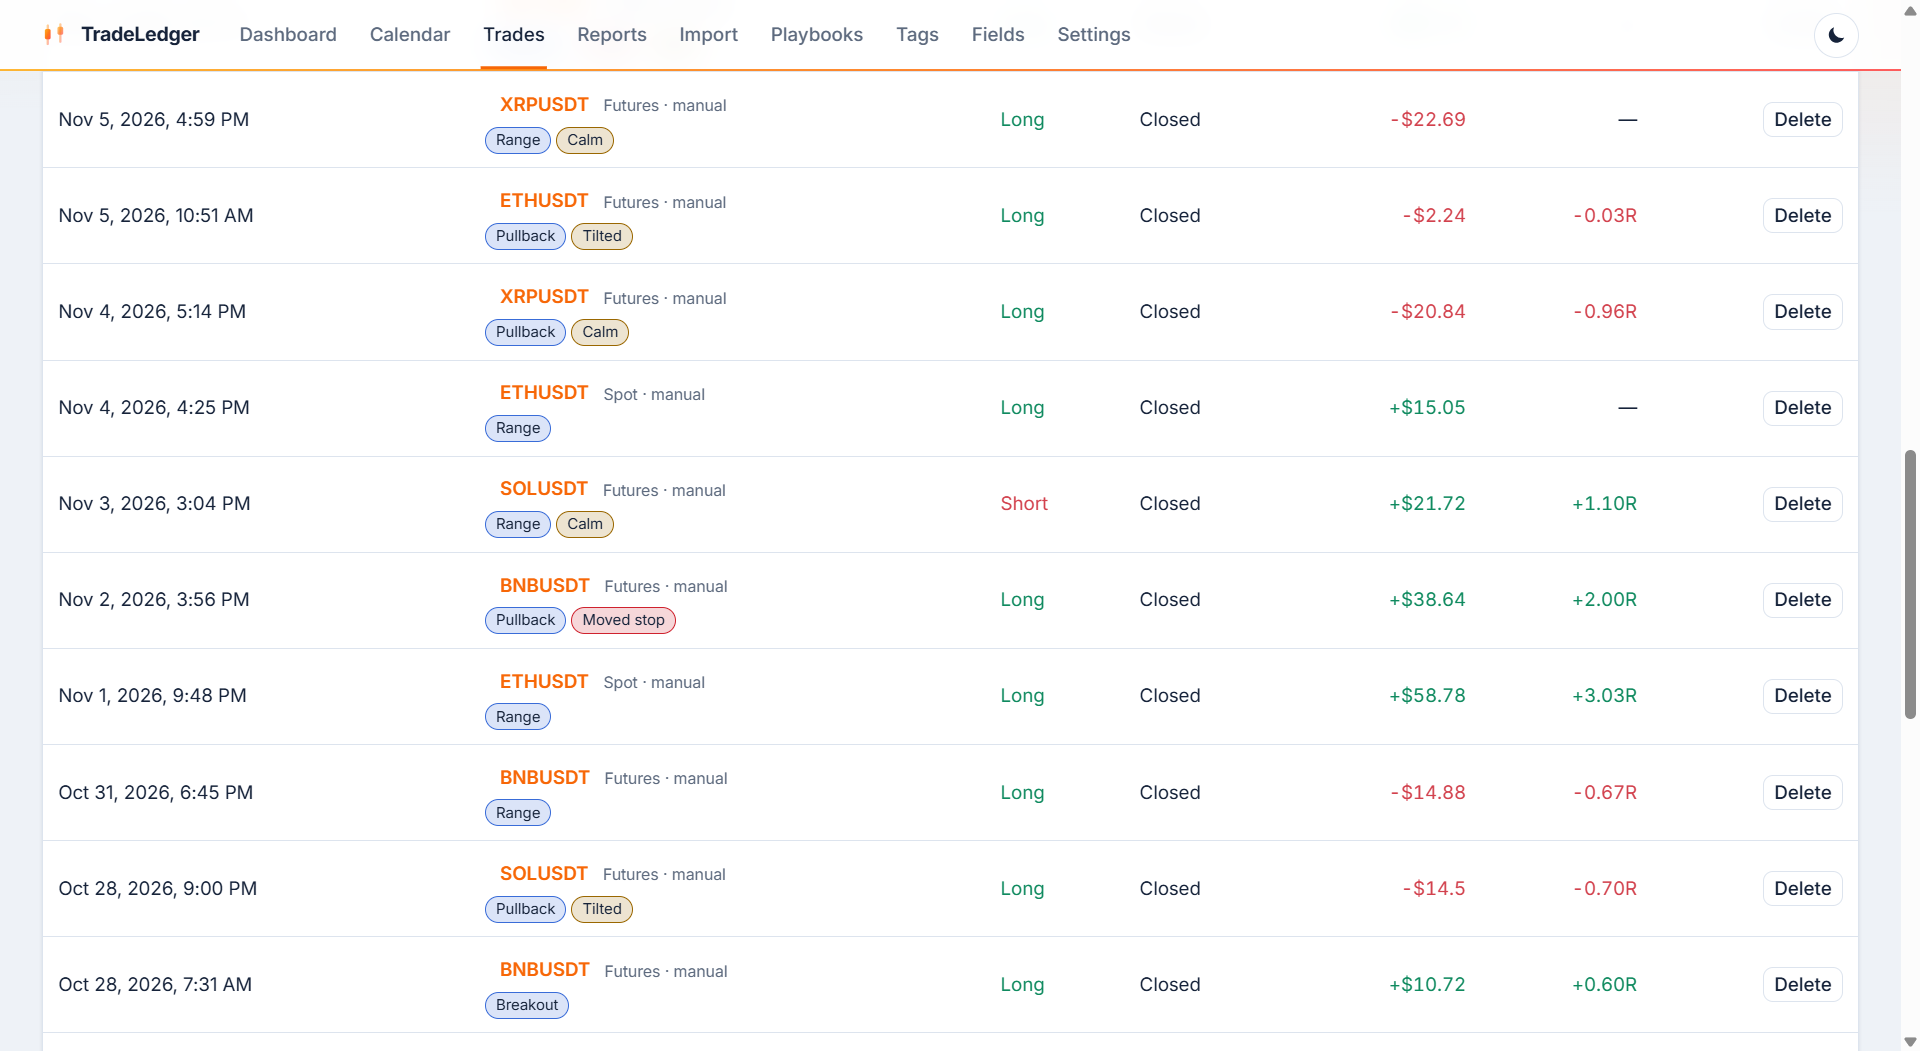 TradeLedger Dashboard Calendar Trades Reports Import Playbooks Tags Fields Settings
Nov 5, 2026, 4:59 PM XRPUSDT Futures · manual Long Closed -$22.69 — Delete
Range Calm
Nov 5, 2026, 10:51 AM ETHUSDT Futures · manual Long Closed -$2.24 -0.03R Delete
Pullback Tilted
Nov 4, 2026, 5:14 PM XRPUSDT Futures · manual Long Closed -$20.84 -0.96R Delete
Pullback Calm
Nov 4, 2026, 4:25 PM ETHUSDT Spot · manual Long Closed +$15.05 — Delete
Range
Nov 3, 2026, 3:04 PM SOLUSDT Futures · manual Short Closed +$21.72 +1.10R Delete
Range Calm
Nov 2, 2026, 3:56 PM BNBUSDT Futures · manual Long Closed +$38.64 +2.00R Delete
Pullback Moved stop
Nov 1, 2026, 9:48 PM ETHUSDT Spot · manual Long Closed +$58.78 +3.03R Delete
Range
Oct 31, 2026, 6:45 PM BNBUSDT Futures · manual Long Closed -$14.88 -0.67R Delete
Range
Oct 28, 2026, 9:00 PM SOLUSDT Futures · manual Long Closed -$14.5 -0.70R Delete
Pullback Tilted
Oct 28, 2026, 7:31 AM BNBUSDT Futures · manual Long Closed +$10.72 +0.60R Delete
Breakout